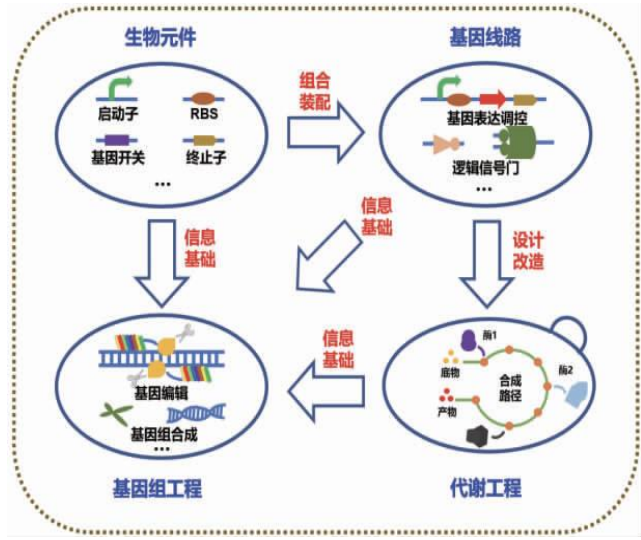 生物元件
基因线路
启动子
RBS
基因开关
终止子
...
组合
装配
基因表达调控
逻辑信号门
...
信息
基础
信息
基础
设计
改造
基因编辑
基因组合成
...
信息
基础
酶1
底物
合成
路径
酶2
产物
基因组工程
代谢工程